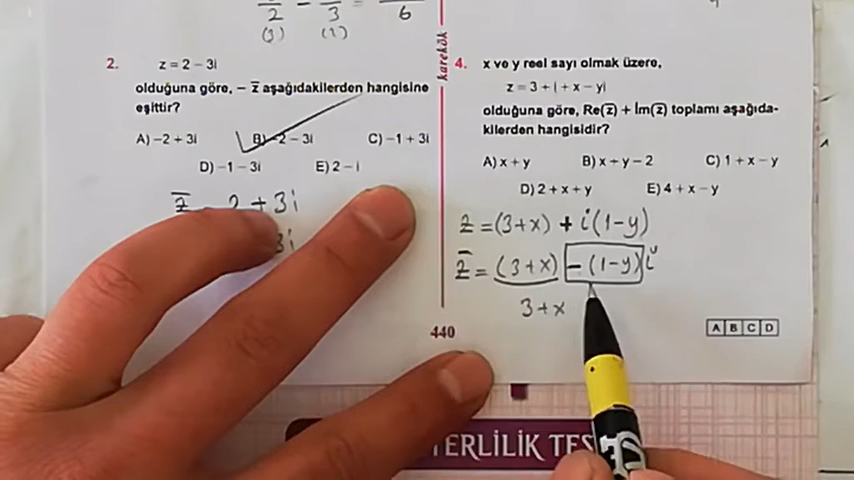 2 - 3 = 6
(3) (2)
2. z = 2 – 3i
olduğuna göre, – z̅ aşağıdakilerden hangisine
eşittir?
A) –2 + 3i B) –2 – 3i C) –1 + 3i
D) –1 – 3i E) 2 – i
z̅ = 2 + 3i
3i
karekök
4. x ve y reel sayı olmak üzere,
z = 3 + i + x – yi
olduğuna göre, Re(z̅) + İm(z̅) toplamı aşağıda-
kilerden hangisidir?
A) x + y B) x + y – 2 C) 1 + x – y
D) 2 + x + y E) 4 + x – y
z = (3+x) + i(1-y)
z̅ = (3+x) - (1-y)i
3+x
440
A B C D
TERLİLİK TES